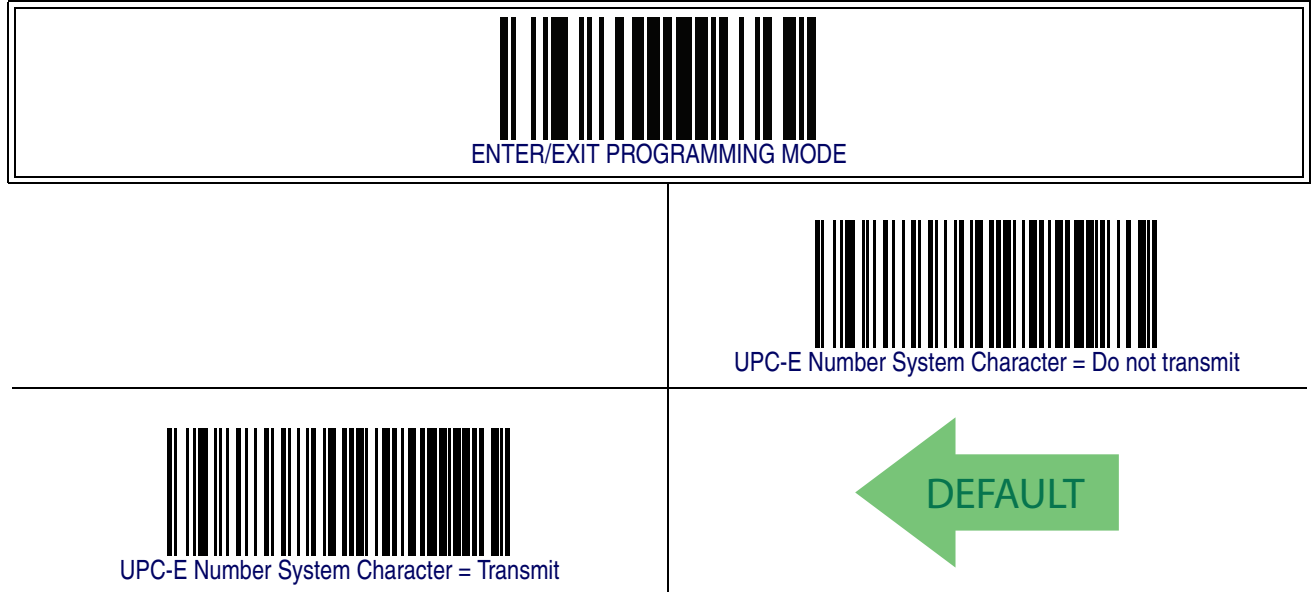 ENTER/EXIT PROGRAMMING MODE
UPC-E Number System Character = Do not transmit
UPC-E Number System Character = Transmit
DEFAULT